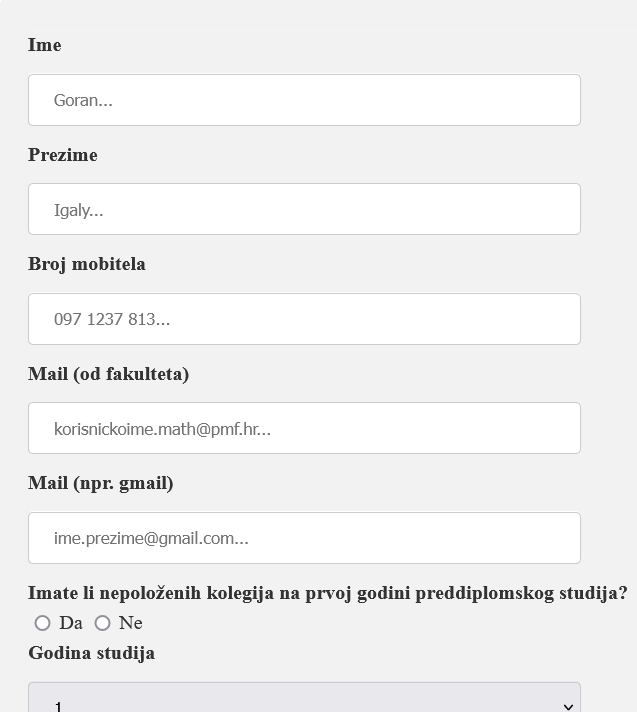 Ime
Goran...
Prezime
Igaly...
Broj mobitela
097 1237 813...
Mail (od fakulteta)
korisnickoime.math@pmf.hr...
Mail (npr. gmail)
ime.prezime@gmail.com...
Imate li nepoloženih kolegija na prvoj godini preddiplomskog studija?
Da Ne
Godina studija
1